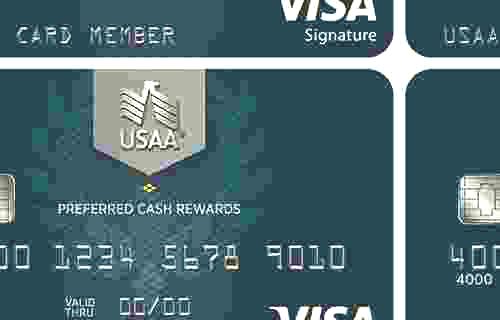 VISA
CARD MEMBER
Signature
USAA
USAA
PREFERRED CASH REWARDS
00 1234 5678 9010
400
4000
VALID
THRU
00/00
VISA